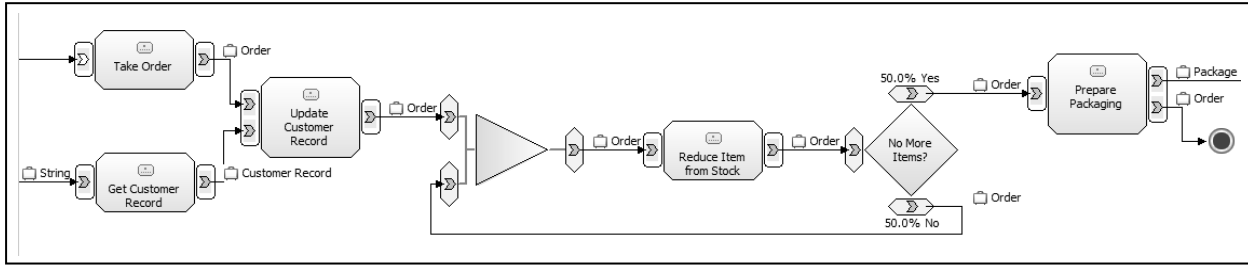 Take Order
Order
String
Get Customer
Record
Customer Record
Update
Customer
Record
Order
Order
Reduce Item
from Stock
Order
No More
Items?
50.0% Yes
Order
50.0% No
Order
Prepare
Packaging
Package
Order